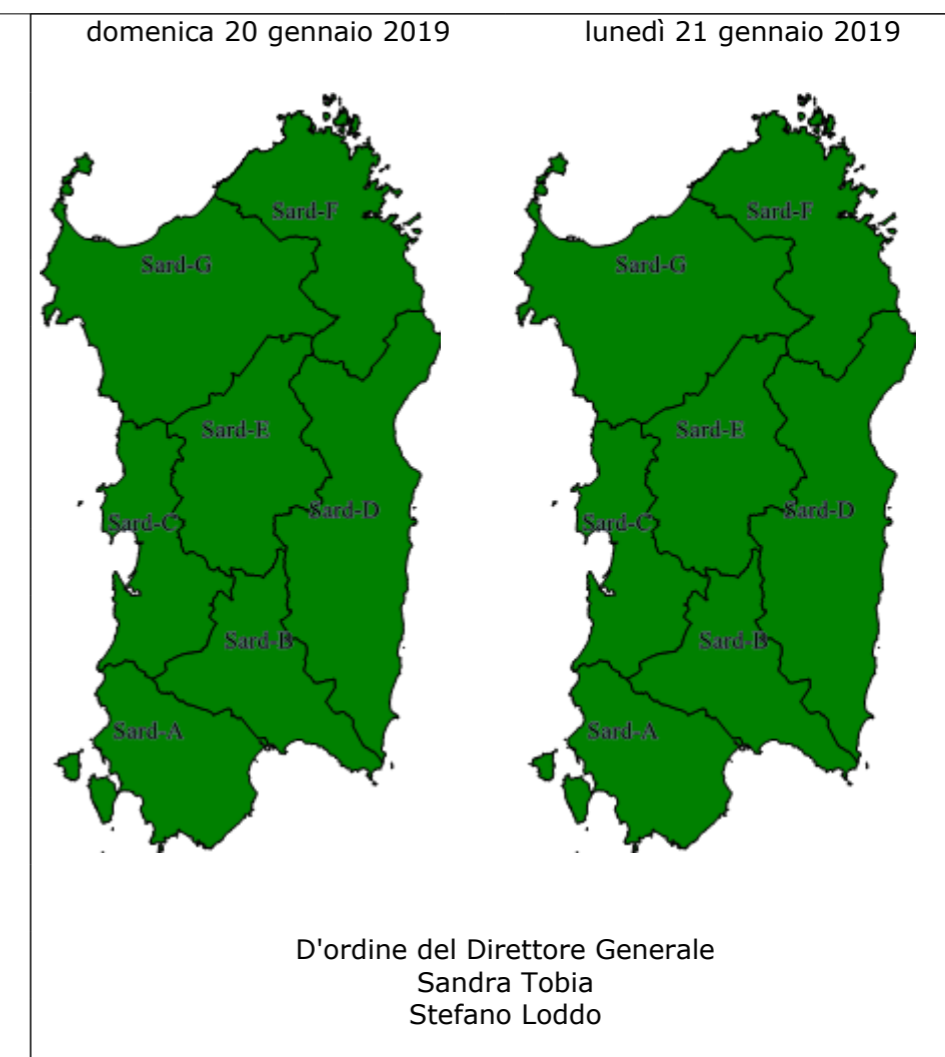 domenica 20 gennaio 2019
lunedì 21 gennaio 2019
Sard-F
Sard-G
Sard-E
Sard-D
Sard-C
Sard-B
Sard-A
Sard-F
Sard-G
Sard-E
Sard-D
Sard-C
Sard-B
Sard-A
D'ordine del Direttore Generale
Sandra Tobia
Stefano Loddo